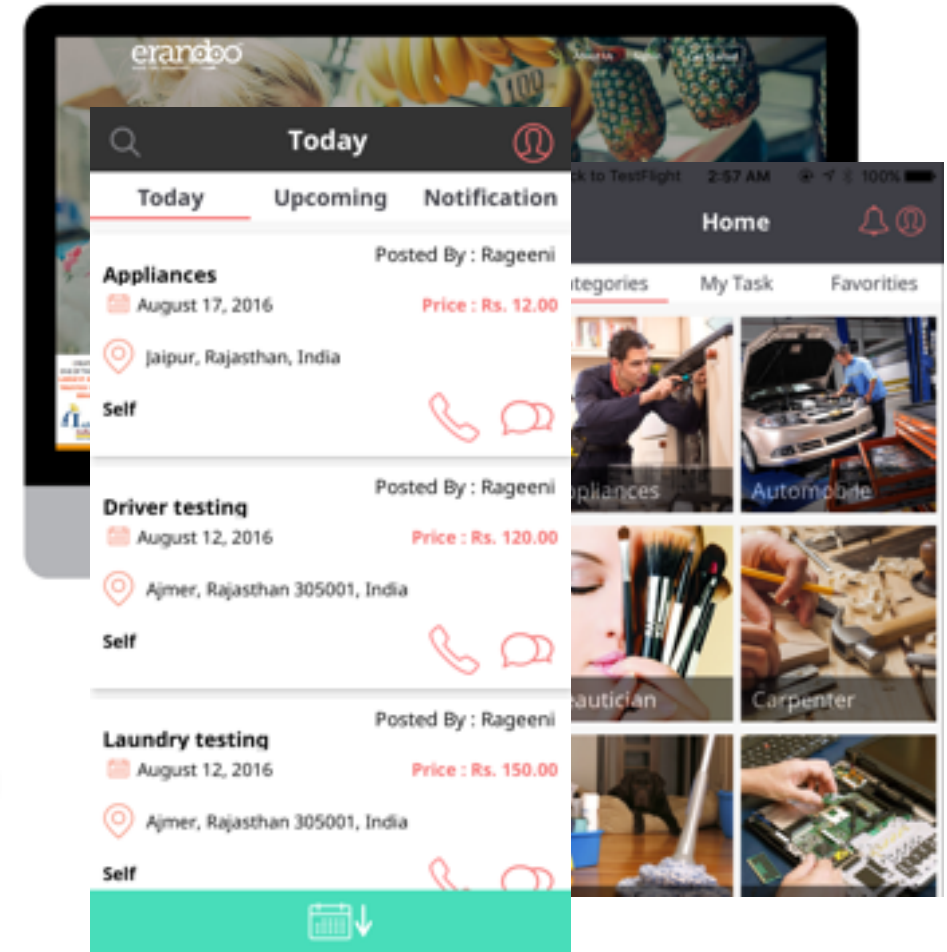 erandoo
Today
Today Upcoming Notification
Posted By : Rageeni
Appliances
August 17, 2016 Price : Rs. 12.00
Jaipur, Rajasthan, India
Self
Posted By : Rageeni
Driver testing
August 12, 2016 Price : Rs. 120.00
Ajmer, Rajasthan 305001, India
Self
Posted By : Rageeni
Laundry testing
August 12, 2016 Price : Rs. 150.00
Ajmer, Rajasthan 305001, India
Self
ck to TestFlight 2:57 AM 100%
Home
tegories My Task Favorities
ppliances Automobile
eautician Carpenter
100